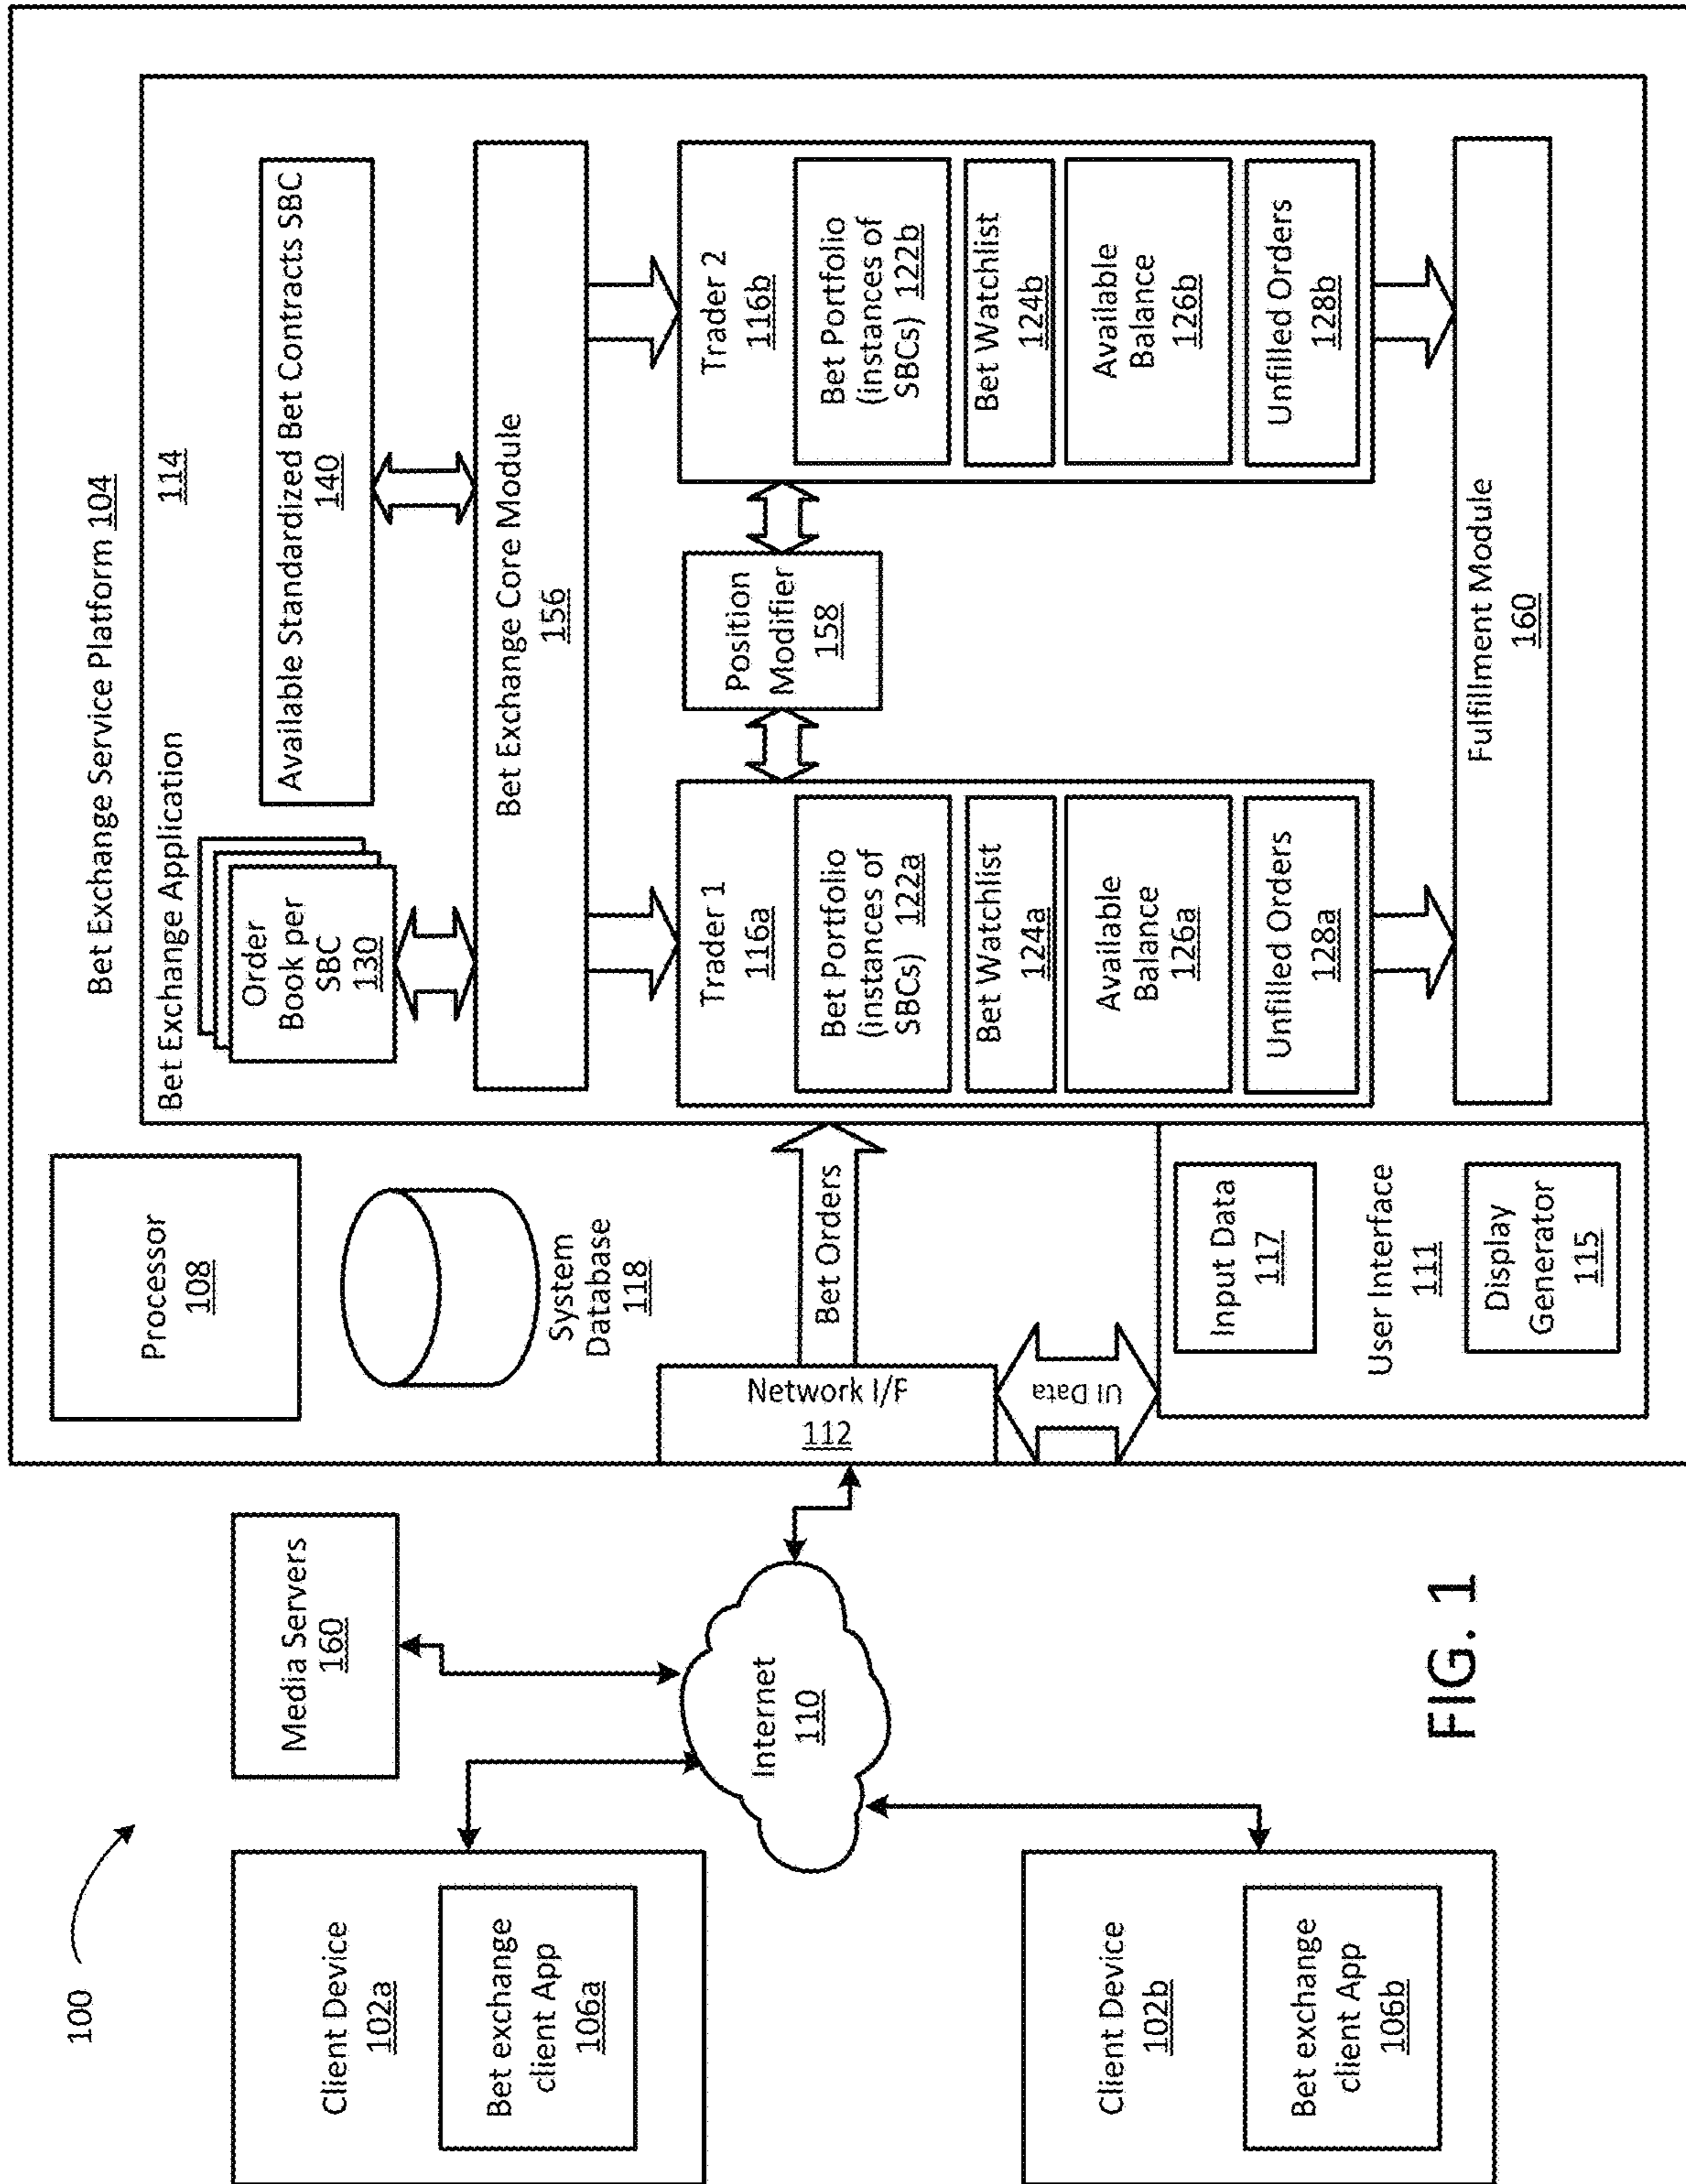 100
Client Device
102a
Bet exchange
client App
106a
Client Device
102b
Bet exchange
client App
106b
Media Servers
160
Internet
110
FIG. 1
Bet Exchange Service Platform 104
Processor
108
System
Database
118
Network I/F
112
Bet Orders
UI Data
Input Data
117
User Interface
111
Display
Generator
115
Bet Exchange Application
114
Order
Book per
SBC
130
Available Standardized Bet Contracts SBC
140
Bet Exchange Core Module
156
Trader 1
116a
Bet Portfolio
(instances of
SBCs) 122a
Bet Watchlist
124a
Available
Balance
126a
Unfilled Orders
128a
Position
Modifier
158
Trader 2
116b
Bet Portfolio
(instances of
SBCs) 122b
Bet Watchlist
124b
Available
Balance
126b
Unfilled Orders
128b
Fulfillment Module
160